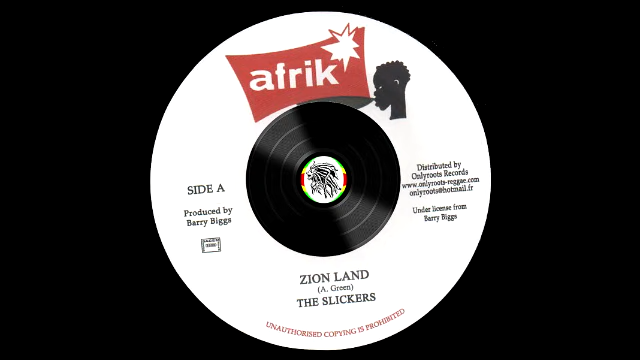 afrik
SIDE A
Produced by
Barry Biggs
Distributed by
Onlyroots Records
www.onlyroots-reggae.com
onlyroots@hotmail.fr
Under license from
Barry Biggs
ZION LAND
(A. Green)
THE SLICKERS
UNAUTHORISED COPYING IS PROHIBITED